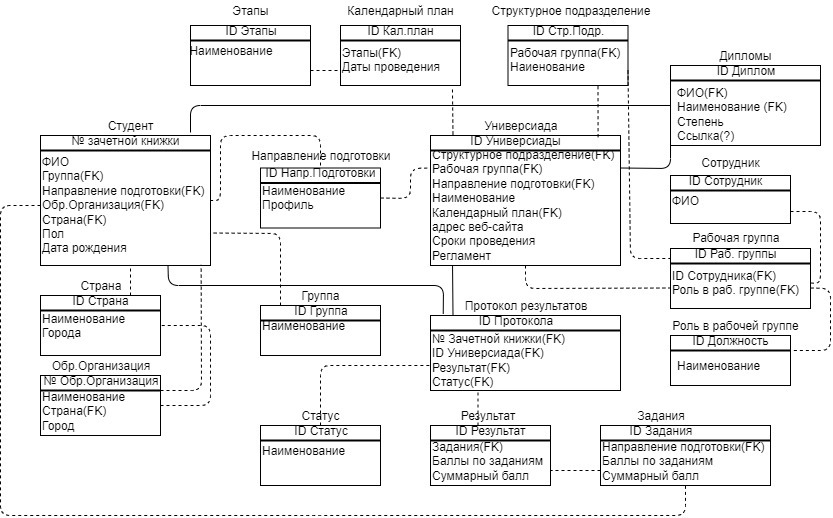 Этапы
ID Этапы
Наименование
Календарный план
ID Кал.план
Этапы(FK)
Даты проведения
Структурное подразделение
ID Стр.Подр.
Рабочая группа(FK)
Наиенование
Дипломы
ID Диплом
ФИО(FK)
Наименование (FK)
Степень
Ссылка(?)
Студент
№ зачетной книжки
ФИО
Группа(FK)
Направление подготовки(FK)
Обр.Организация(FK)
Страна(FK)
Пол
Дата рождения
Направление подготовки
ID Напр.Подготовки
Наименование
Профиль
Универсиада
ID Универсиады
Структурное подразделение(FK)
Рабочая группа(FK)
Направление подготовки(FK)
Наименование
Календарный план(FK)
адрес веб-сайта
Сроки проведения
Регламент
Сотрудник
ID Сотрудник
ФИО
Рабочая группа
ID Раб. группы
ID Сотрудника(FK)
Роль в раб. группе(FK)
Страна
ID Страна
Наименование
Города
Группа
ID Группа
Наименование
Протокол результатов
ID Протокола
№ Зачетной книжки(FK)
ID Универсиада(FK)
Результат(FK)
Статус(FK)
Роль в рабочей группе
ID Должность
Наименование
Обр.Организация
№ Обр.Организация
Наименование
Страна(FK)
Город
Статус
ID Статус
Наименование
Результат
ID Результат
Задания(FK)
Баллы по заданиям
Суммарный балл
Задания
ID Задания
Направление подготовки(FK)
Баллы по заданиям
Суммарный балл